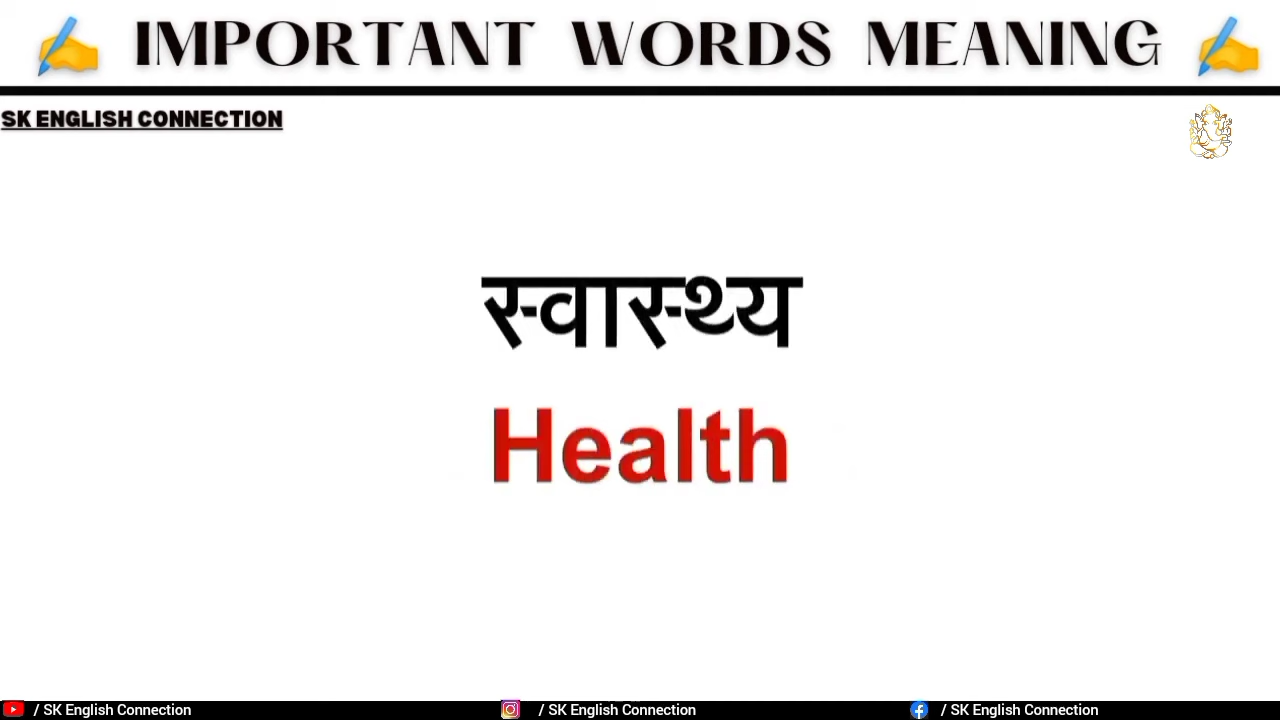 IMPORTANT WORDS MEANING
SK ENGLISH CONNECTION
स्वास्थ्य
Health
/ SK English Connection
/ SK English Connection
/ SK English Connection